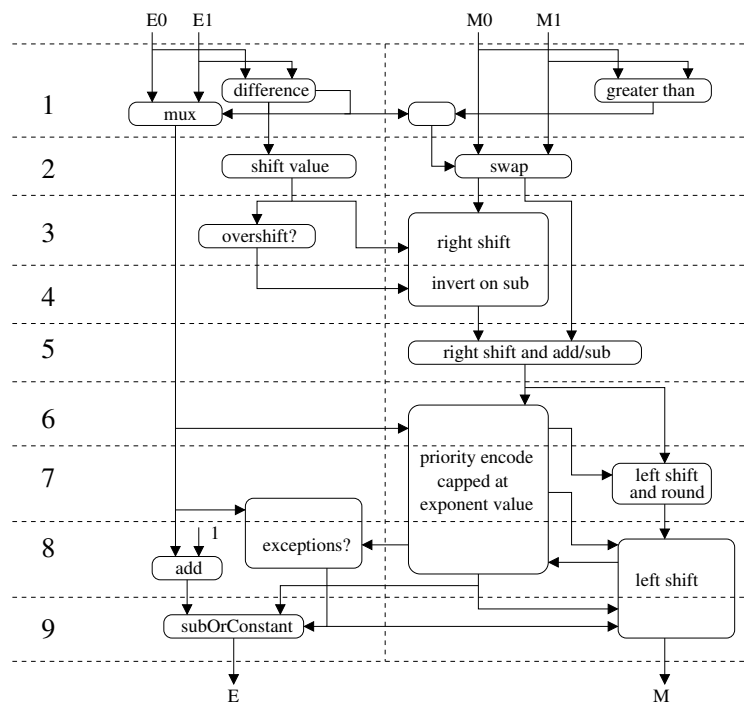 E0 E1 M0 M1
difference
greater than
1
mux
2
shift value
swap
3
overshift?
right shift
4
invert on sub
5
right shift and add/sub
6
7
priority encode
capped at
exponent value
left shift
and round
8
1
add
exceptions?
left shift
9
subOrConstant
E
M